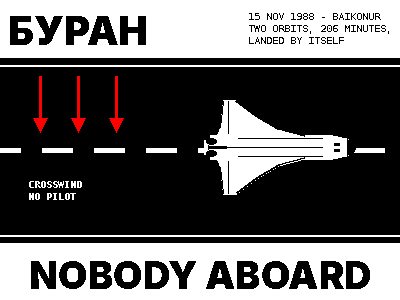 БУРАН
15 NOV 1988 - BAIKONUR
TWO ORBITS, 206 MINUTES,
LANDED BY ITSELF
CROSSWIND
NO PILOT
NOBODY ABOARD